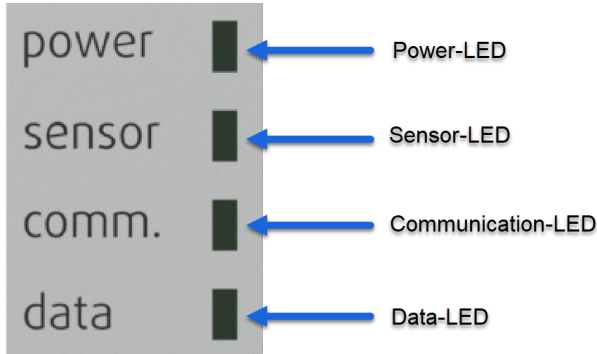 power Power-LED
sensor Sensor-LED
comm. Communication-LED
data Data-LED